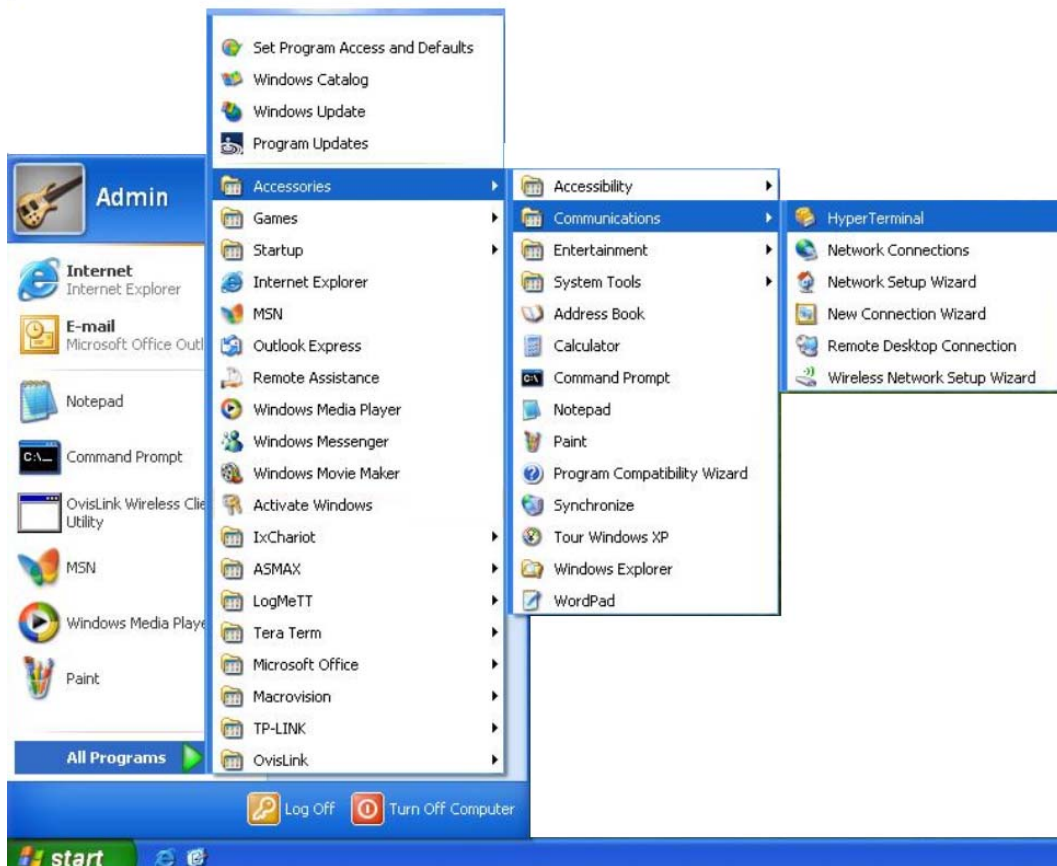 Set Program Access and Defaults
Windows Catalog
Windows Update
Program Updates
Admin
Internet
Internet Explorer
E-mail
Microsoft Office Outl
Notepad
Command Prompt
OvisLink Wireless Clie
Utility
MSN
Windows Media Playe
Paint
All Programs
Accessories
Games
Startup
Internet Explorer
MSN
Outlook Express
Remote Assistance
Windows Media Player
Windows Messenger
Windows Movie Maker
Activate Windows
IxChariot
ASMAX
LogMeTT
Tera Term
Microsoft Office
Macrovision
TP-LINK
OvisLink
Accessibility
Communications
Entertainment
System Tools
Address Book
Calculator
Command Prompt
Notepad
Paint
Program Compatibility Wizard
Synchronize
Tour Windows XP
Windows Explorer
WordPad
HyperTerminal
Network Connections
Network Setup Wizard
New Connection Wizard
Remote Desktop Connection
Wireless Network Setup Wizard
Log Off
Turn Off Computer
start